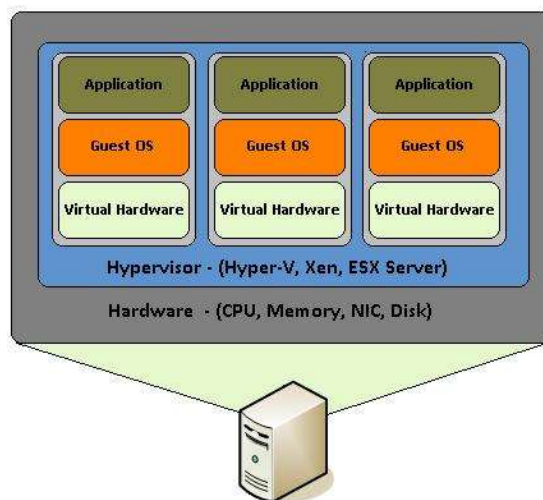 Application Application Application
Guest OS Guest OS Guest OS
Virtual Hardware Virtual Hardware Virtual Hardware
Hypervisor - (Hyper-V, Xen, ESX Server)
Hardware - (CPU, Memory, NIC, Disk)